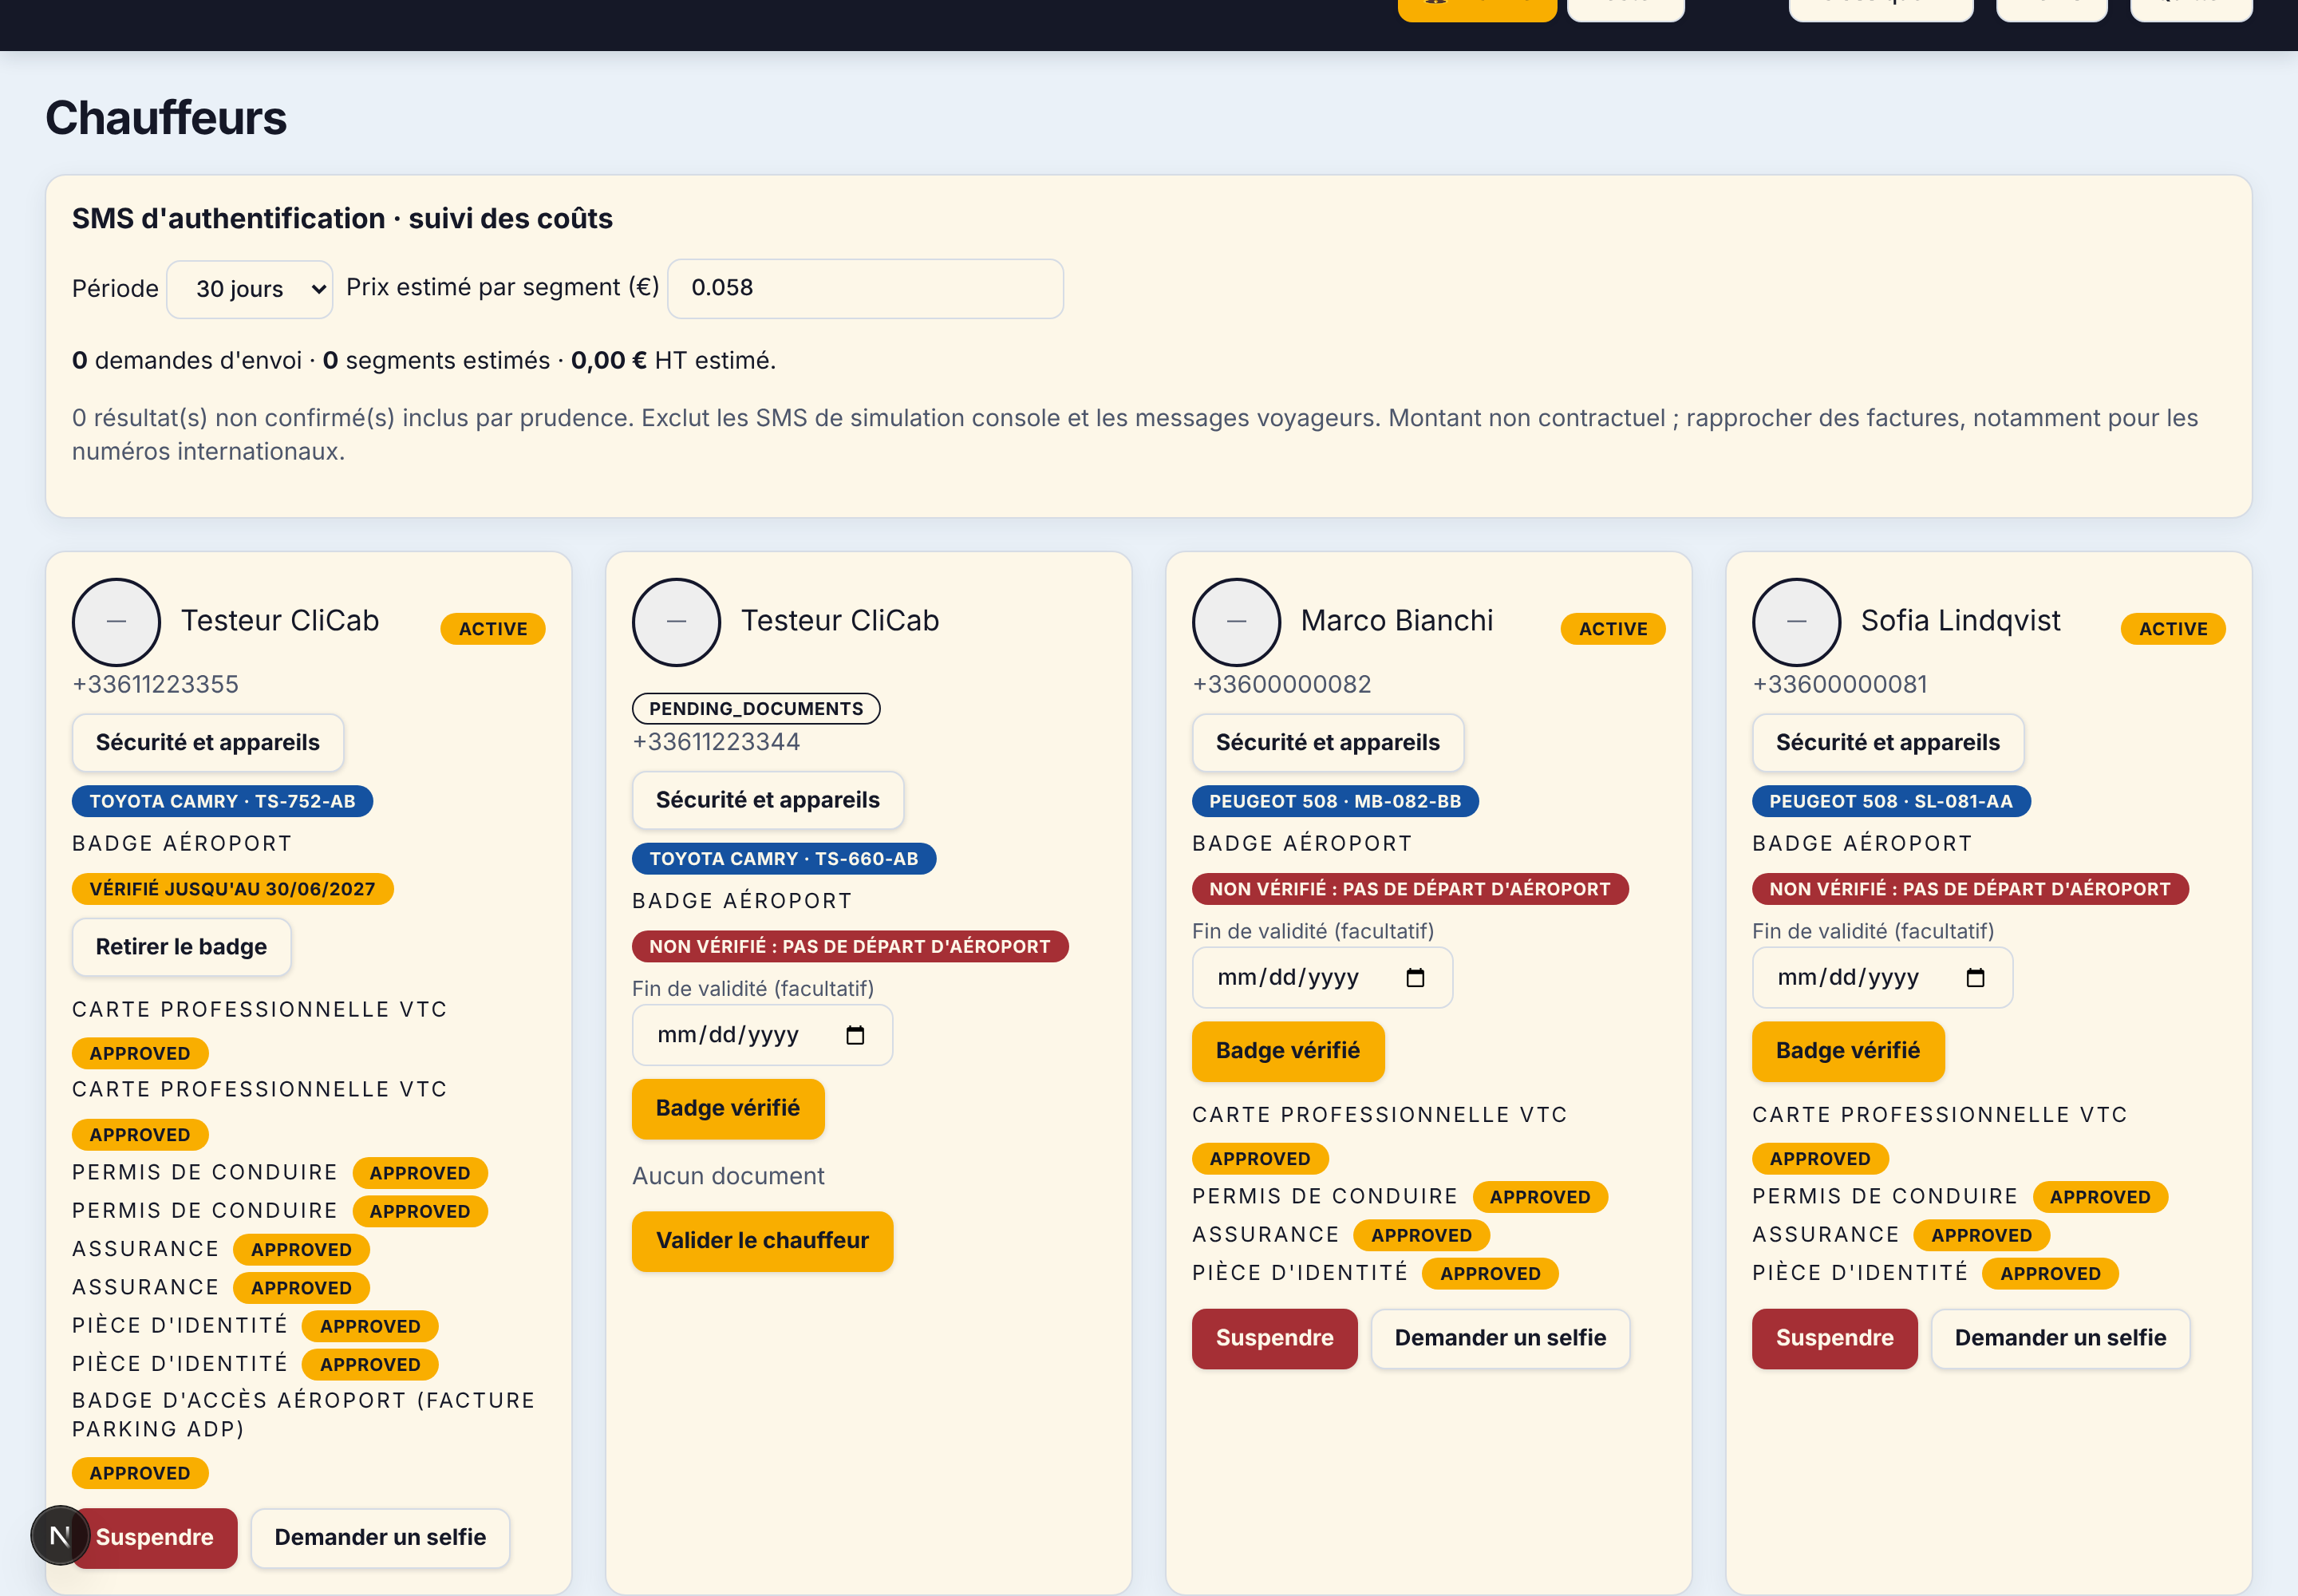 Chauffeurs
SMS d'authentification · suivi des coûts
Période 30 jours Prix estimé par segment (€) 0.058
0 demandes d'envoi · 0 segments estimés · 0,00 € HT estimé.
0 résultat(s) non confirmé(s) inclus par prudence. Exclut les SMS de simulation console et les messages voyageurs. Montant non contractuel ; rapprocher des factures, notamment pour les
numéros internationaux.
— Testeur CliCab ACTIVE
+33611223355
Sécurité et appareils
TOYOTA CAMRY · TS-752-AB
BADGE AÉROPORT
VÉRIFIÉ JUSQU'AU 30/06/2027
Retirer le badge
CARTE PROFESSIONNELLE VTC
APPROVED
CARTE PROFESSIONNELLE VTC
APPROVED
PERMIS DE CONDUIRE APPROVED
PERMIS DE CONDUIRE APPROVED
ASSURANCE APPROVED
ASSURANCE APPROVED
PIÈCE D'IDENTITÉ APPROVED
PIÈCE D'IDENTITÉ APPROVED
BADGE D'ACCÈS AÉROPORT (FACTURE
PARKING ADP)
APPROVED
N Suspendre Demander un selfie
— Testeur CliCab
PENDING_DOCUMENTS
+33611223344
Sécurité et appareils
TOYOTA CAMRY · TS-660-AB
BADGE AÉROPORT
NON VÉRIFIÉ : PAS DE DÉPART D'AÉROPORT
Fin de validité (facultatif)
mm/dd/yyyy
Badge vérifié
Aucun document
Valider le chauffeur
— Marco Bianchi ACTIVE
+33600000082
Sécurité et appareils
PEUGEOT 508 · MB-082-BB
BADGE AÉROPORT
NON VÉRIFIÉ : PAS DE DÉPART D'AÉROPORT
Fin de validité (facultatif)
mm/dd/yyyy
Badge vérifié
CARTE PROFESSIONNELLE VTC
APPROVED
PERMIS DE CONDUIRE APPROVED
ASSURANCE APPROVED
PIÈCE D'IDENTITÉ APPROVED
Suspendre Demander un selfie
— Sofia Lindqvist ACTIVE
+33600000081
Sécurité et appareils
PEUGEOT 508 · SL-081-AA
BADGE AÉROPORT
NON VÉRIFIÉ : PAS DE DÉPART D'AÉROPORT
Fin de validité (facultatif)
mm/dd/yyyy
Badge vérifié
CARTE PROFESSIONNELLE VTC
APPROVED
PERMIS DE CONDUIRE APPROVED
ASSURANCE APPROVED
PIÈCE D'IDENTITÉ APPROVED
Suspendre Demander un selfie